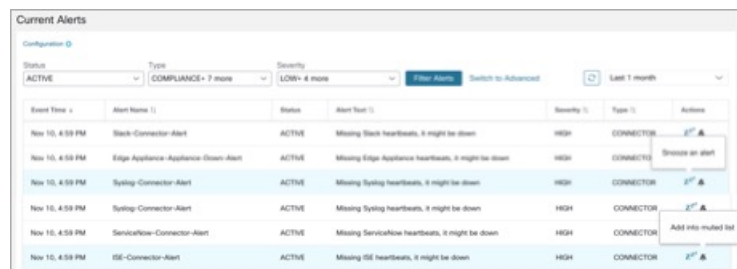 Current Alerts
Configuration
Status Type Severity
ACTIVE COMPLIANCE+ 7 more LOW+ 4 more Filter Alerts Switch to Advanced Last 1 month
Event Time Alert Name Status Alert Text Severity Type Actions
Nov 10, 4:59 PM Slack-Connector-Alert ACTIVE Missing Slack heartbeats, it might be down HIGH CONNECTOR
Snooze an alert
Nov 10, 4:59 PM Edge Appliance-Appliance-Down-Alert ACTIVE Missing Edge Appliance heartbeats, it might be down HIGH CONNECTO
Nov 10, 4:59 PM Syslog-Connector-Alert ACTIVE Missing Syslog heartbeats, it might be down HIGH CONNECTOR
Nov 10, 4:59 PM Syslog-Connector-Alert ACTIVE Missing Syslog heartbeats, it might be down HIGH CONNECTOR
Add into muted list
Nov 10, 4:59 PM ServiceNow-Connector-Alert ACTIVE Missing ServiceNow heartbeats, it might be down HIGH CONNECTO
Nov 10, 4:59 PM ISE-Connector-Alert ACTIVE Missing ISE heartbeats, it might be down HIGH CONNECTOR